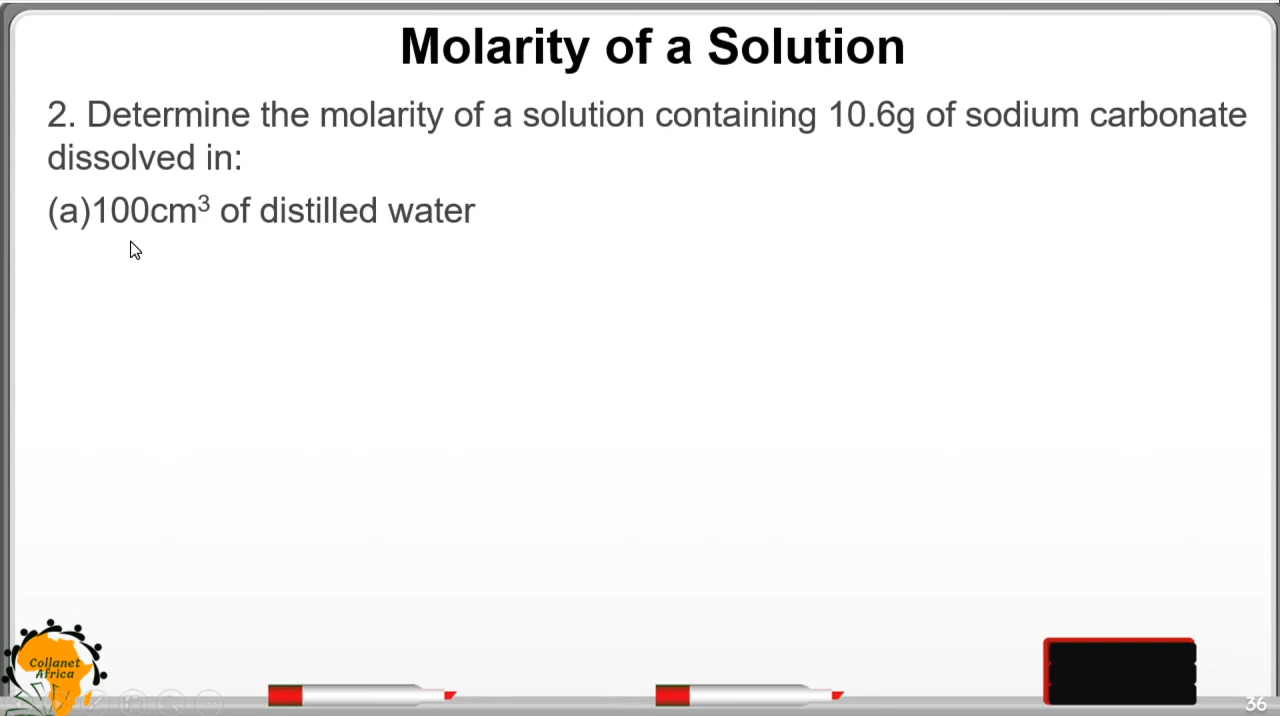 Molarity of a Solution
2. Determine the molarity of a solution containing 10.6g of sodium carbonate
dissolved in:
(a)100cm³ of distilled water
Collanet
Africa
36